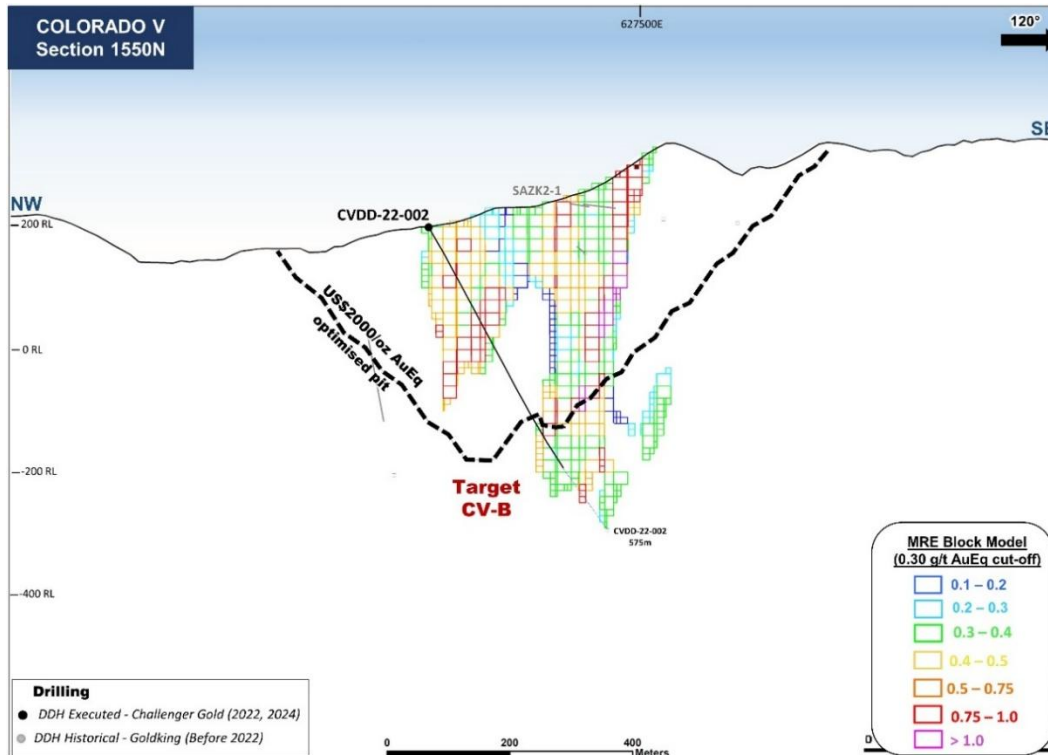 COLORADO V
Section 1550N
627500E
120°
SE
NW
200 RL
CVDD-22-002
SAZK2-1
US$2000/oz AuEq
optimised pit
0 RL
-200 RL
Target
CV-B
CVDD-22-002
575m
-400 RL
MRE Block Model
(0.30 g/t AuEq cut-off)
0.1 – 0.2
0.2 – 0.3
0.3 – 0.4
0.4 – 0.5
0.5 – 0.75
0.75 – 1.0
> 1.0
Drilling
DDH Executed - Challenger Gold (2022, 2024)
DDH Historical - Goldking (Before 2022)
0
200
400
Meters